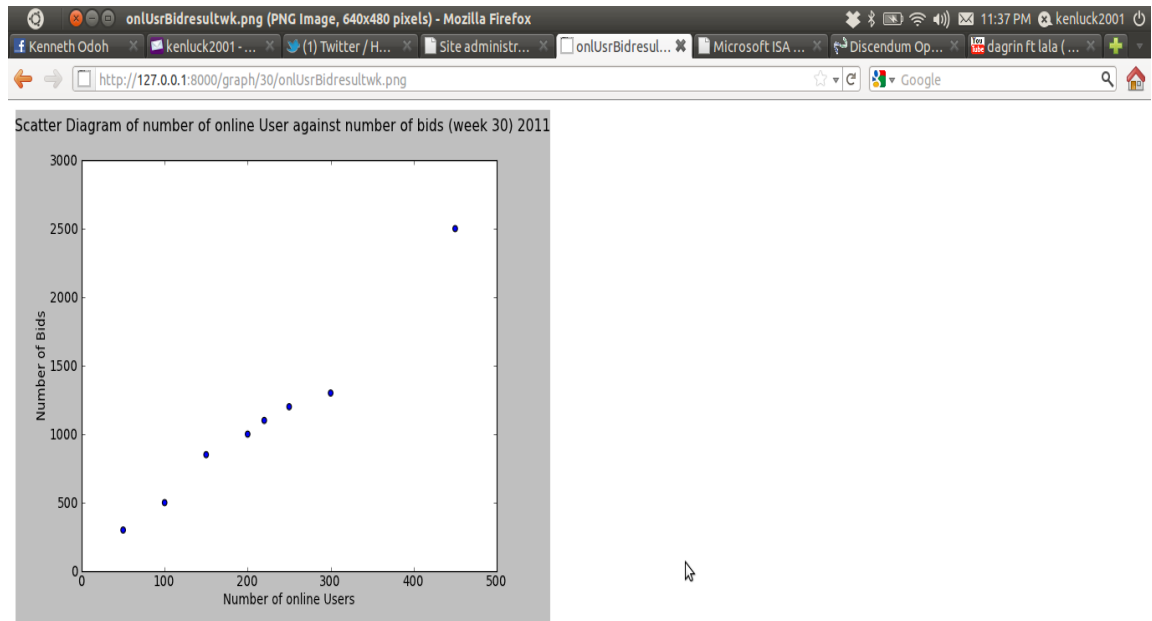 onlUsrBidresultwk.png (PNG Image, 640x480 pixels) - Mozilla Firefox
11:37 PM kenluck2001
Kenneth Odoh
kenluck2001 - ...
(1) Twitter / H...
Site administr...
onlUsrBidresul...
Microsoft ISA ...
Discendum Op...
You Tube dagrin ft lala ( ...
http://127.0.0.1:8000/graph/30/onlUsrBidresultwk.png
Google
Scatter Diagram of number of online User against number of bids (week 30) 2011
3000
2500
2000
1500
1000
500
0
Number of Bids
0 100 200 300 400 500
Number of online Users